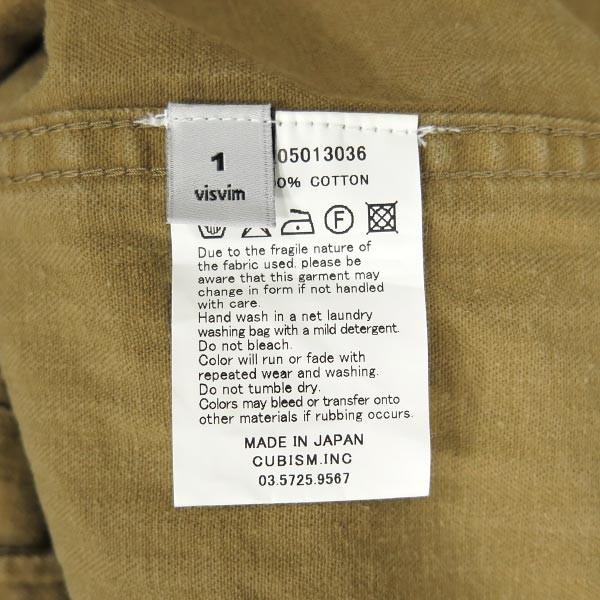 1
visvim
05013036
0% COTTON
F
Due to the fragile nature of
the fabric used. please be
aware that this garment may
change in form if not handled
with care.
Hand wash in a net laundry
washing bag with a mild detergent.
Do not bleach.
Color will run or fade with
repeated wear and washing.
Do not tumble dry.
Colors may bleed or transfer onto
other materials if rubbing occurs.
MADE IN JAPAN
CUBISM.INC
03.5725.9567